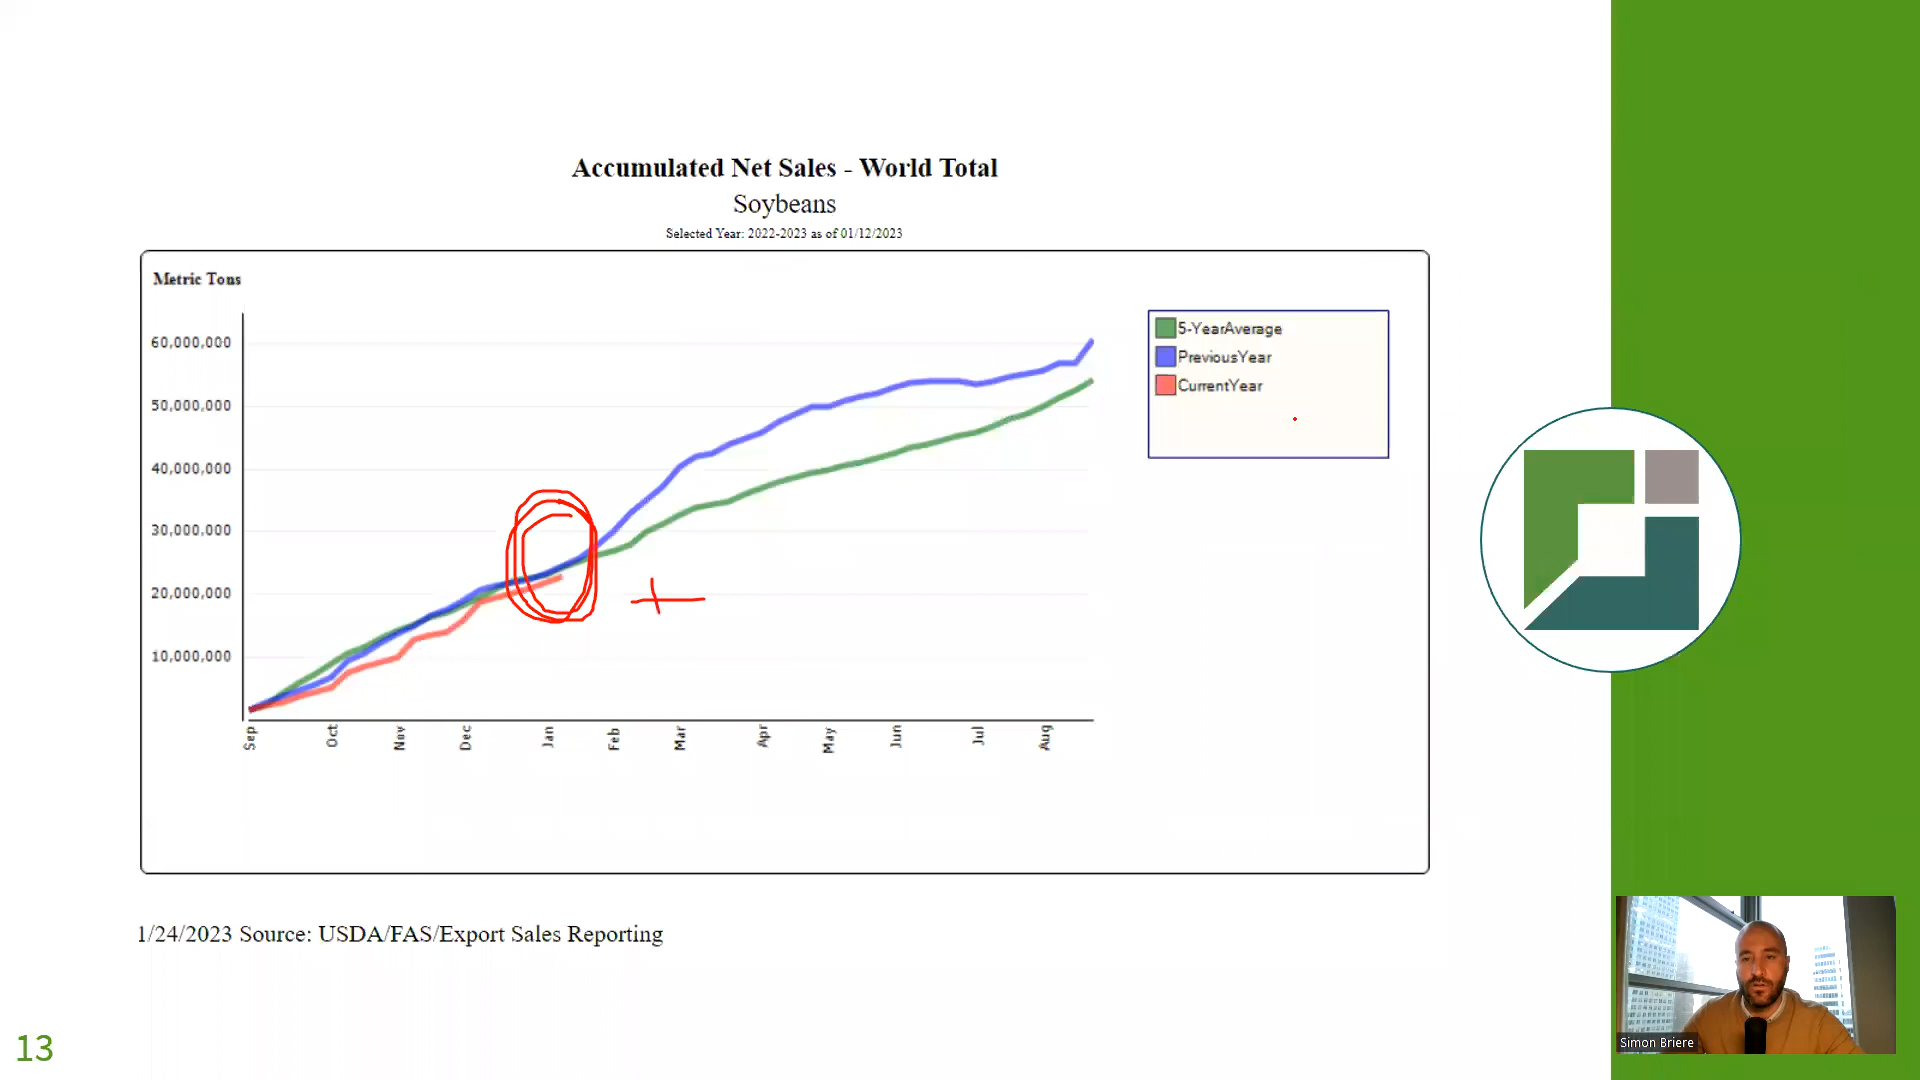 Accumulated Net Sales - World Total
Soybeans
Selected Year: 2022-2023 as of 01/12/2023
Metric Tons
60,000,000
50,000,000
40,000,000
30,000,000
20,000,000
10,000,000
Sep
Oct
Nov
Dec
Jan
Feb
Mar
Apr
May
Jun
Jul
Aug
5-YearAverage
PreviousYear
CurrentYear
1/24/2023 Source: USDA/FAS/Export Sales Reporting
13
Simon Briere